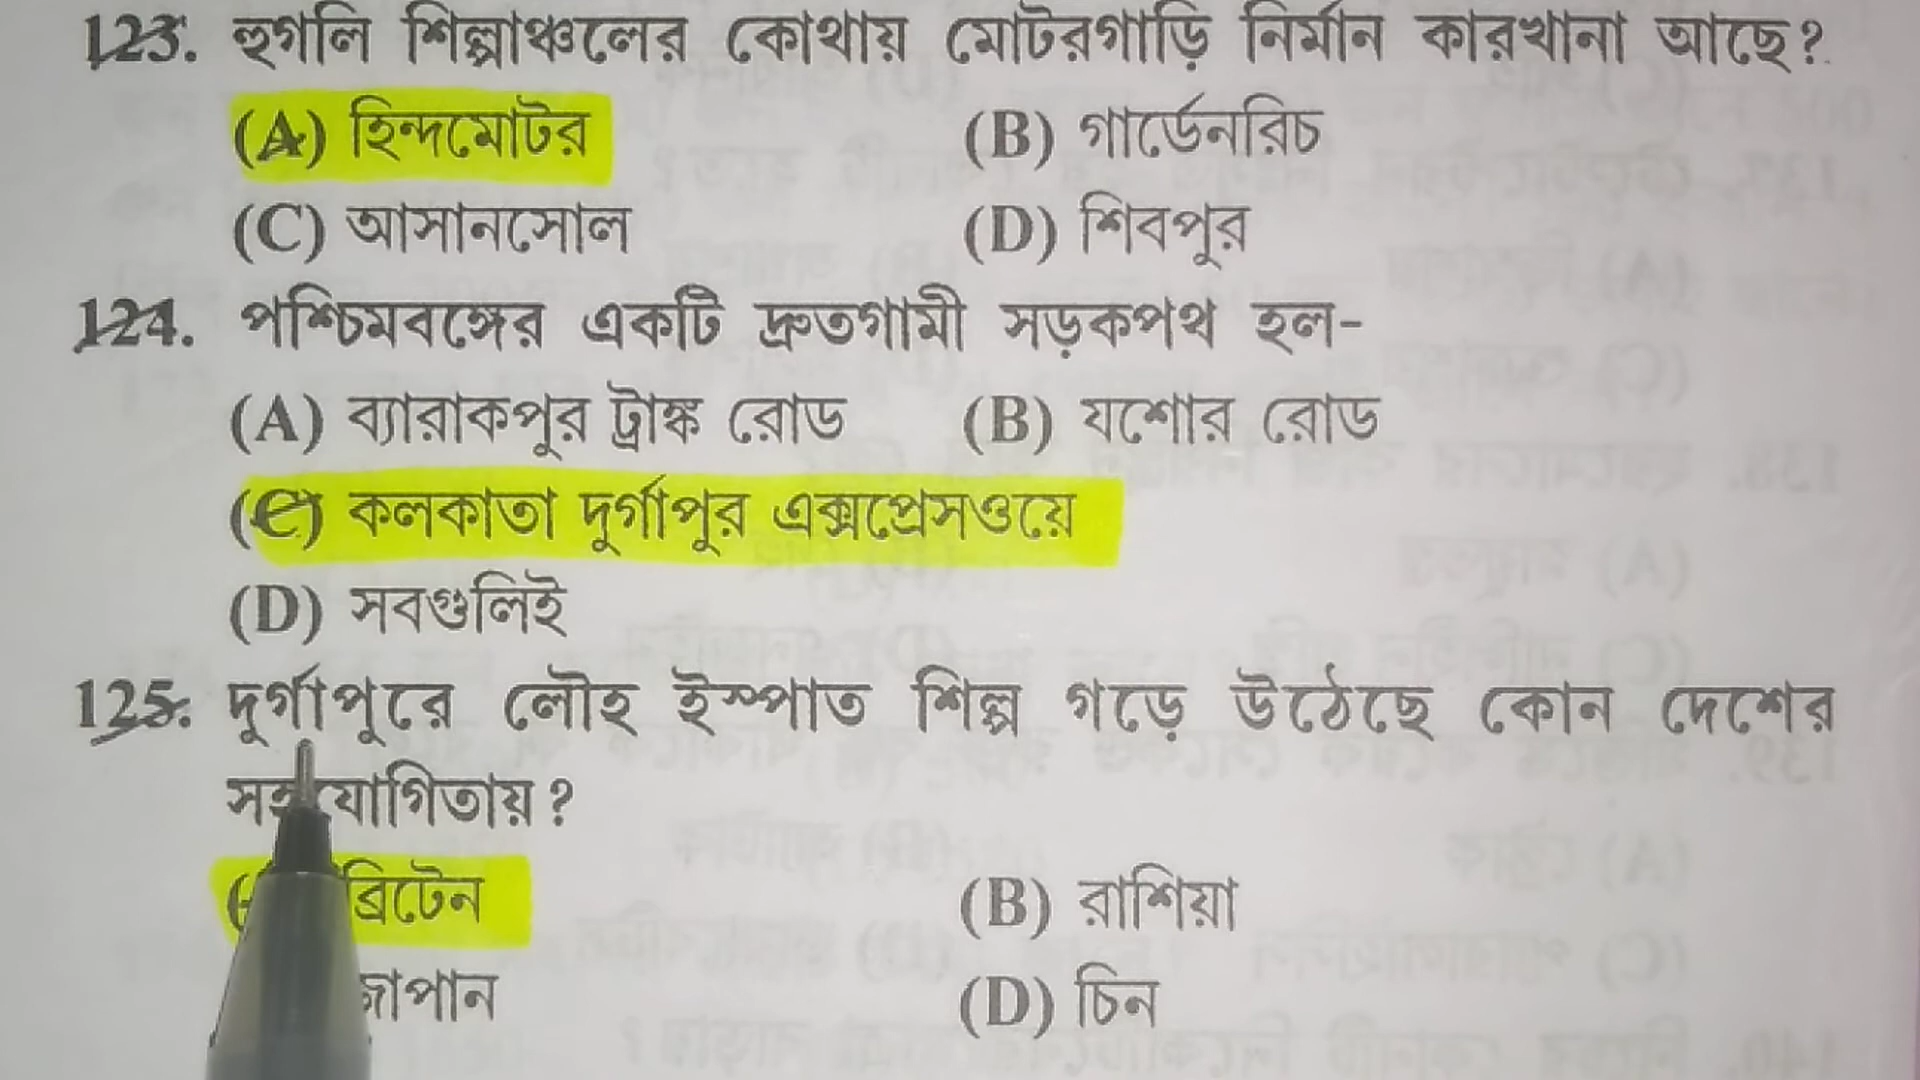 123. হুগলি শিল্পাঞ্চলের কোথায় মোটরগাড়ি নির্মান কারখানা আছে?
(A) হিন্দমোটর (B) গার্ডেনরিচ
(C) আসানসোল (D) শিবপুর
124. পশ্চিমবঙ্গের একটি দ্রুতগামী সড়কপথ হল-
(A) ব্যারাকপুর ট্রাঙ্ক রোড (B) যশোর রোড
(C) কলকাতা দুর্গাপুর এক্সপ্রেসওয়ে
(D) সবগুলিই
125. দুর্গাপুরে লৌহ ইস্পাত শিল্প গড়ে উঠেছে কোন দেশের
সহযোগিতায়?
ব্রিটেন (B) রাশিয়া
জাপান (D) চিন